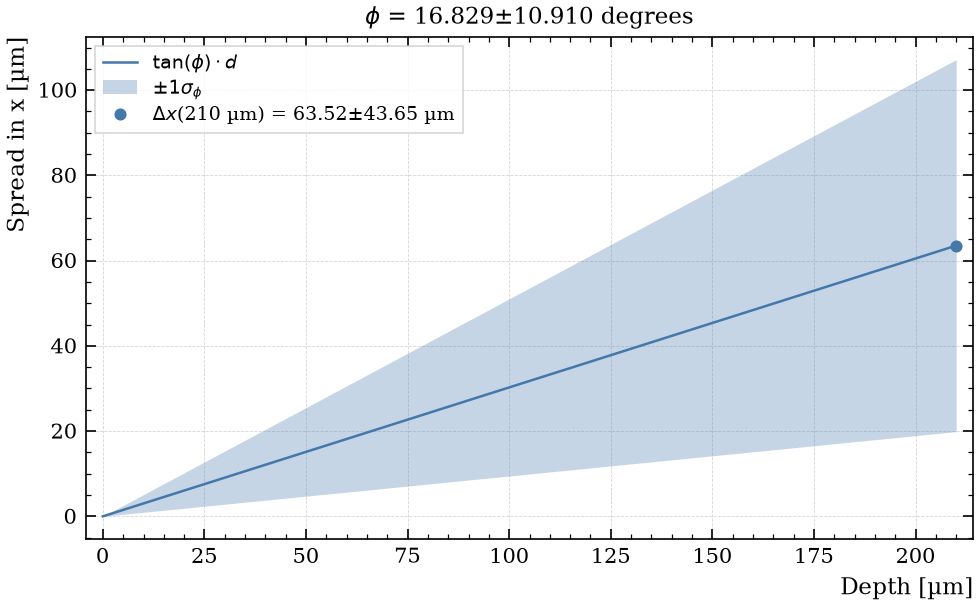 ϕ = 16.829±10.910 degrees
Spread in x [µm]
tan(ϕ) · d
±1σϕ
Δx(210 µm) = 63.52±43.65 µm
100
80
60
40
20
0
0 25 50 75 100 125 150 175 200
Depth [µm]